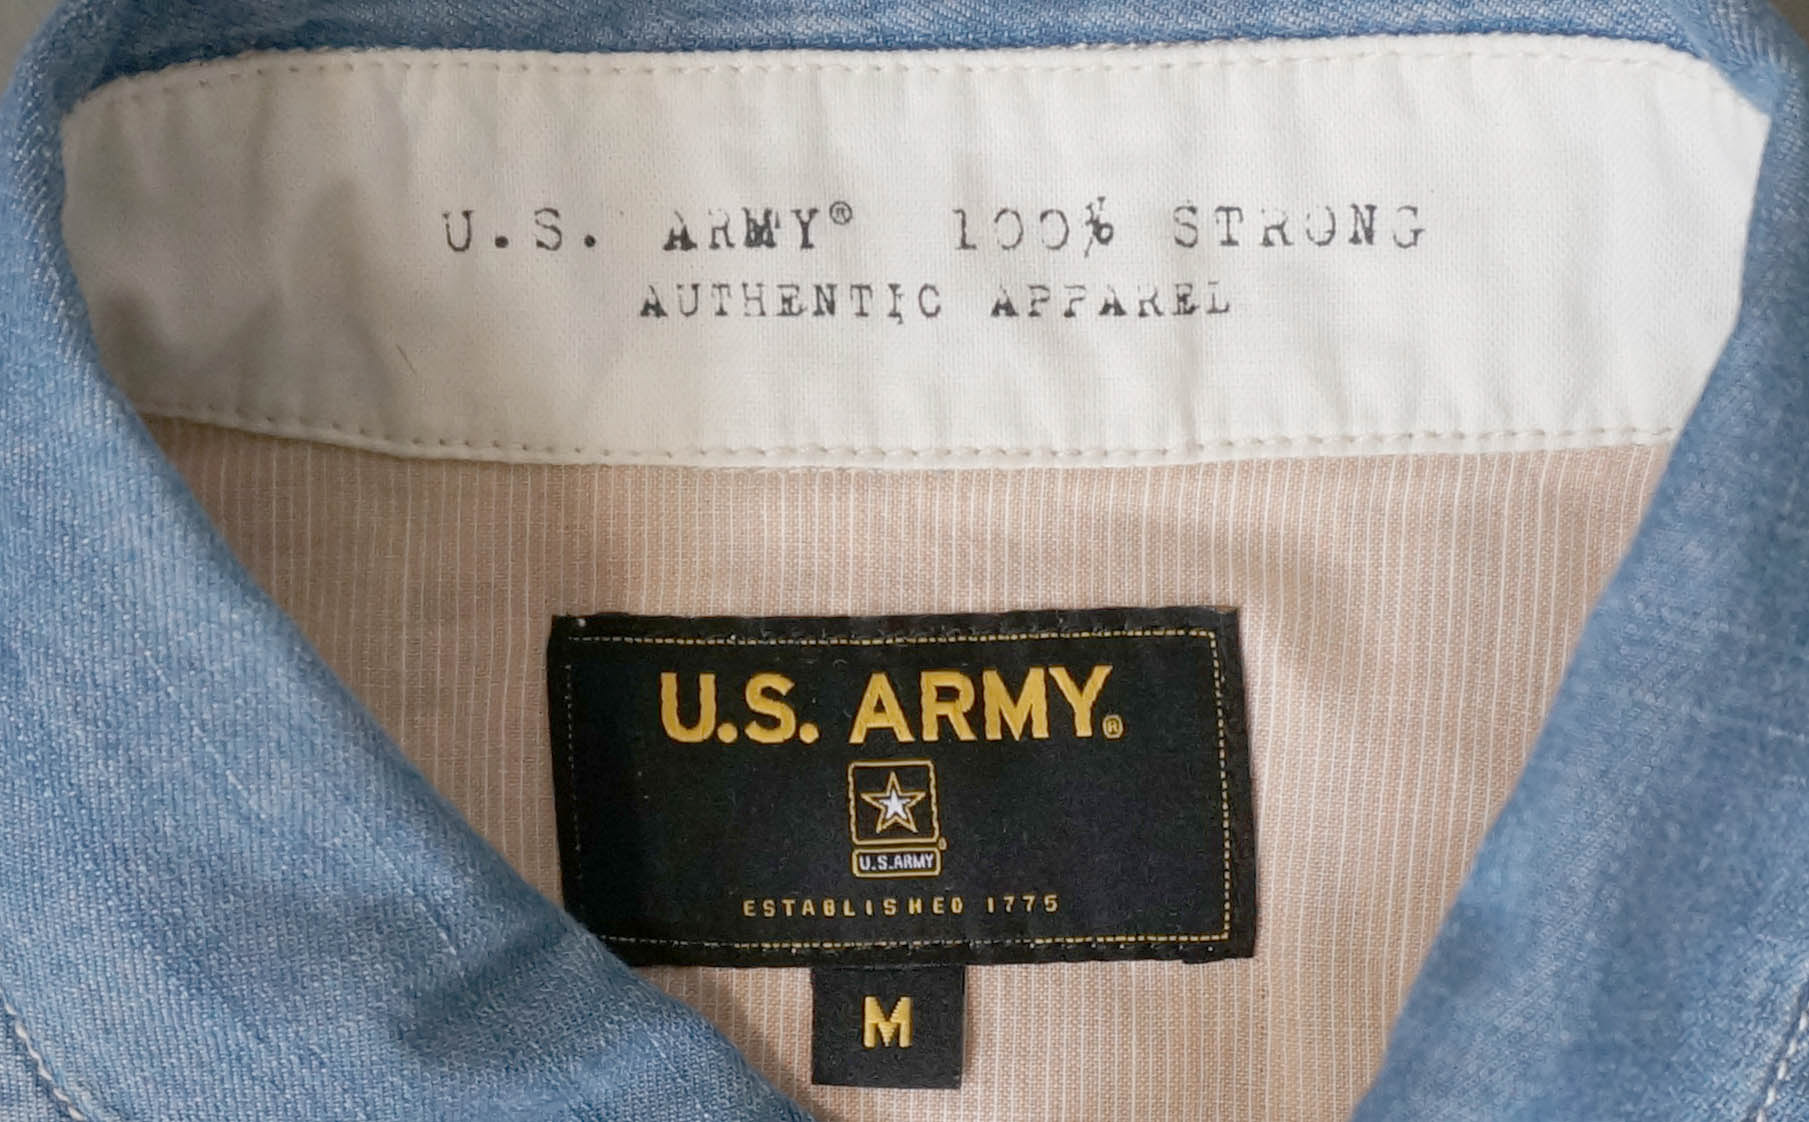 U.S. ARMY® 100% STRONG
AUTHENTIC APPAREL
U.S. ARMY®
U.S.ARMY
ESTABLISHED 1775
M